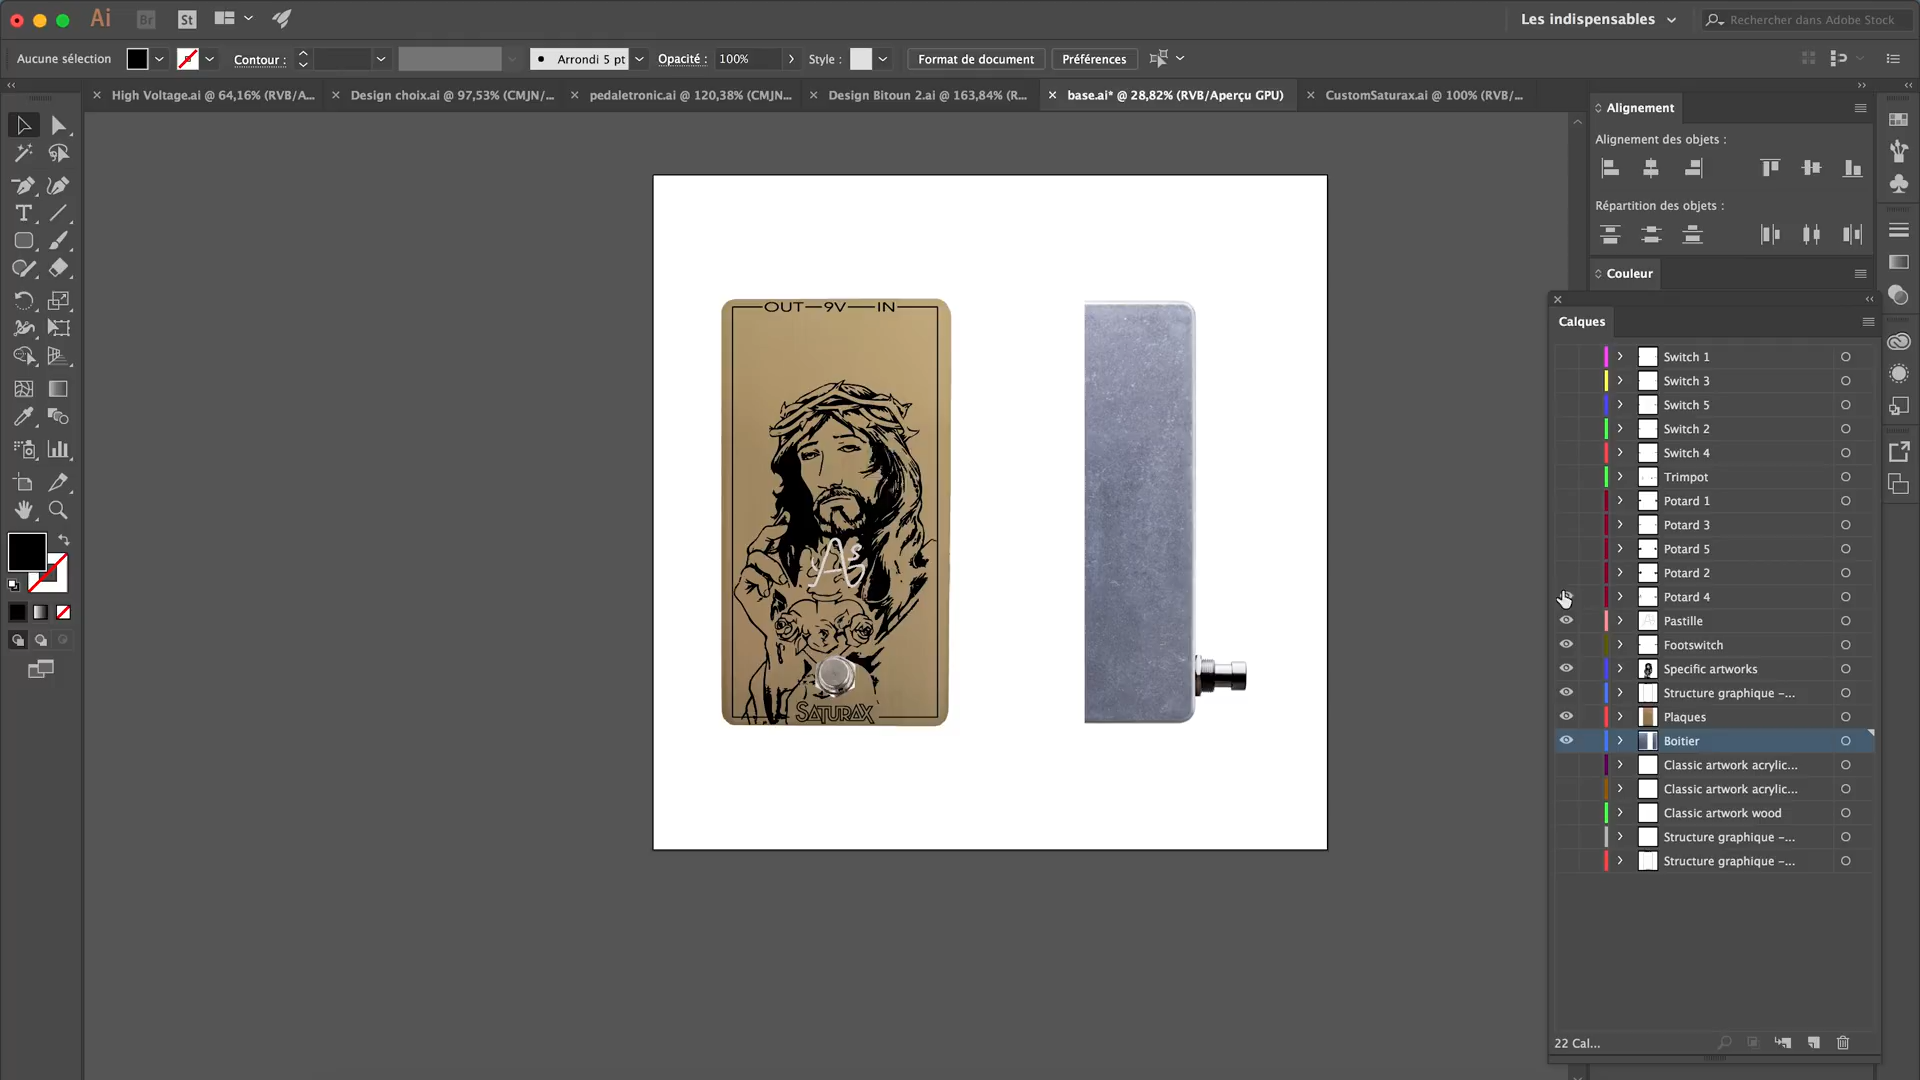 Ai
Br
St
Les indispensables
Rechercher dans Adobe Stock
Aucune sélection
Contour :
Arrondi 5 pt
Opacité :
100%
Style :
Format de document
Préférences
High Voltage.ai @ 64,16% (RVB/A...
Design choix.ai @ 97,53% (CMJN/...
pedaletronic.ai @ 120,38% (CMJN...
Design Bitoun 2.ai @ 163,84% (R...
base.ai* @ 28,82% (RVB/Aperçu GPU)
CustomSaturax.ai @ 100% (RVB/...
Alignement
Alignement des objets :
Répartition des objets :
Couleur
Calques
Switch 1
Switch 3
Switch 5
Switch 2
Switch 4
Trimpot
Potard 1
Potard 3
Potard 5
Potard 2
Potard 4
Pastille
Footswitch
Specific artworks
Structure graphique -...
Plaques
Boitier
Classic artwork acrylic...
Classic artwork acrylic...
Classic artwork wood
Structure graphique -...
Structure graphique -...
22 Cal...
OUT 9V IN
SATURAX